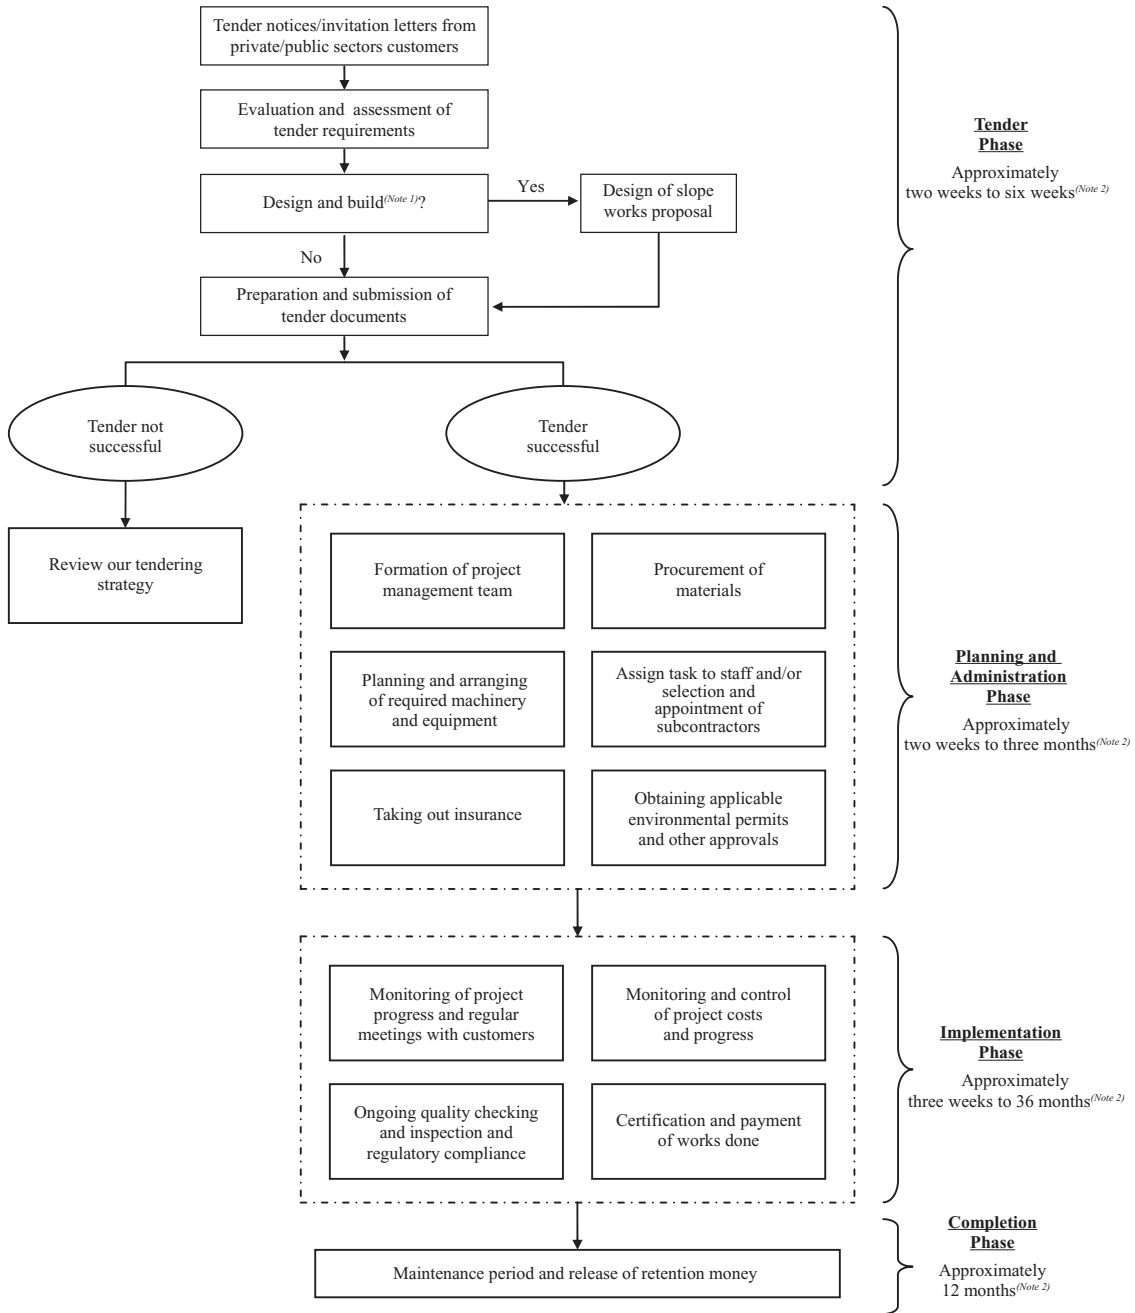 Tender notices/invitation letters from
private/public sectors customers
Evaluation and assessment of
tender requirements
Design and build(Note 1)?
Yes
Design of slope
works proposal
No
Preparation and submission of
tender documents
Tender
Phase
Approximately
two weeks to six weeks(Note 2)
Tender not
successful
Tender
successful
Review our tendering
strategy
Formation of project
management team
Procurement of
materials
Planning and arranging
of required machinery
and equipment
Assign task to staff and/or
selection and
appointment of
subcontractors
Taking out insurance
Obtaining applicable
environmental permits
and other approvals
Planning and
Administration
Phase
Approximately
two weeks to three months(Note 2)
Monitoring of project
progress and regular
meetings with customers
Monitoring and control
of project costs
and progress
Ongoing quality checking
and inspection and
regulatory compliance
Certification and payment
of works done
Implementation
Phase
Approximately
three weeks to 36 months(Note 2)
Maintenance period and release of retention money
Completion
Phase
Approximately
12 months(Note 2)